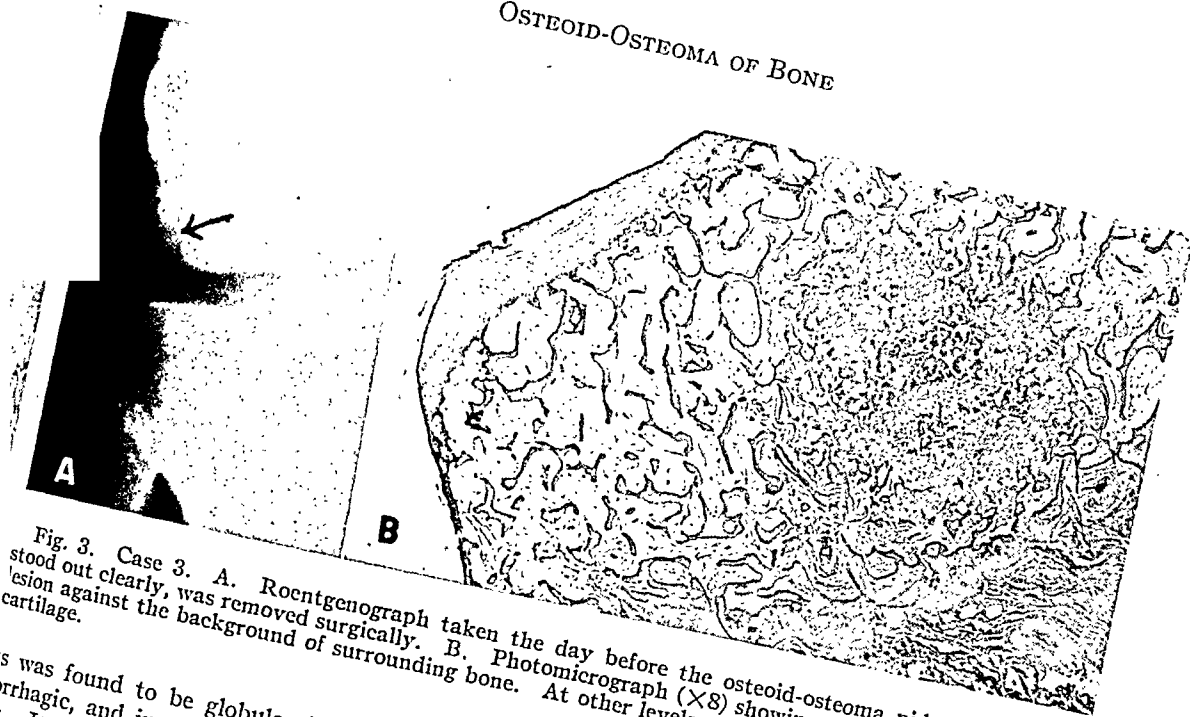 OSTEOID-OSTEOMA OF BONE
A
B
Fig. 3. Case 3. A. Roentgenograph taken the day before the osteoid-osteoma
stood out clearly, was removed surgically. B. Photomicrograph (×8) showing
lesion against the background of surrounding bone. At other levels
cartilage.
was found to be
and